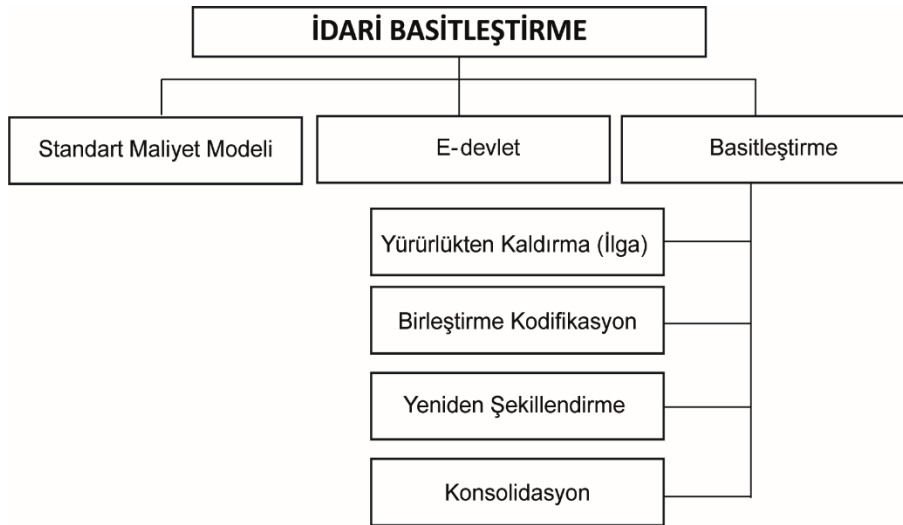 İDARİ BASİTLEŞTİRME
Standart Maliyet Modeli
E-devlet
Basitleştirme
Yürürlükten Kaldırma (İlga)
Birleştirme Kodifikasyon
Yeniden Şekillendirme
Konsolidasyon